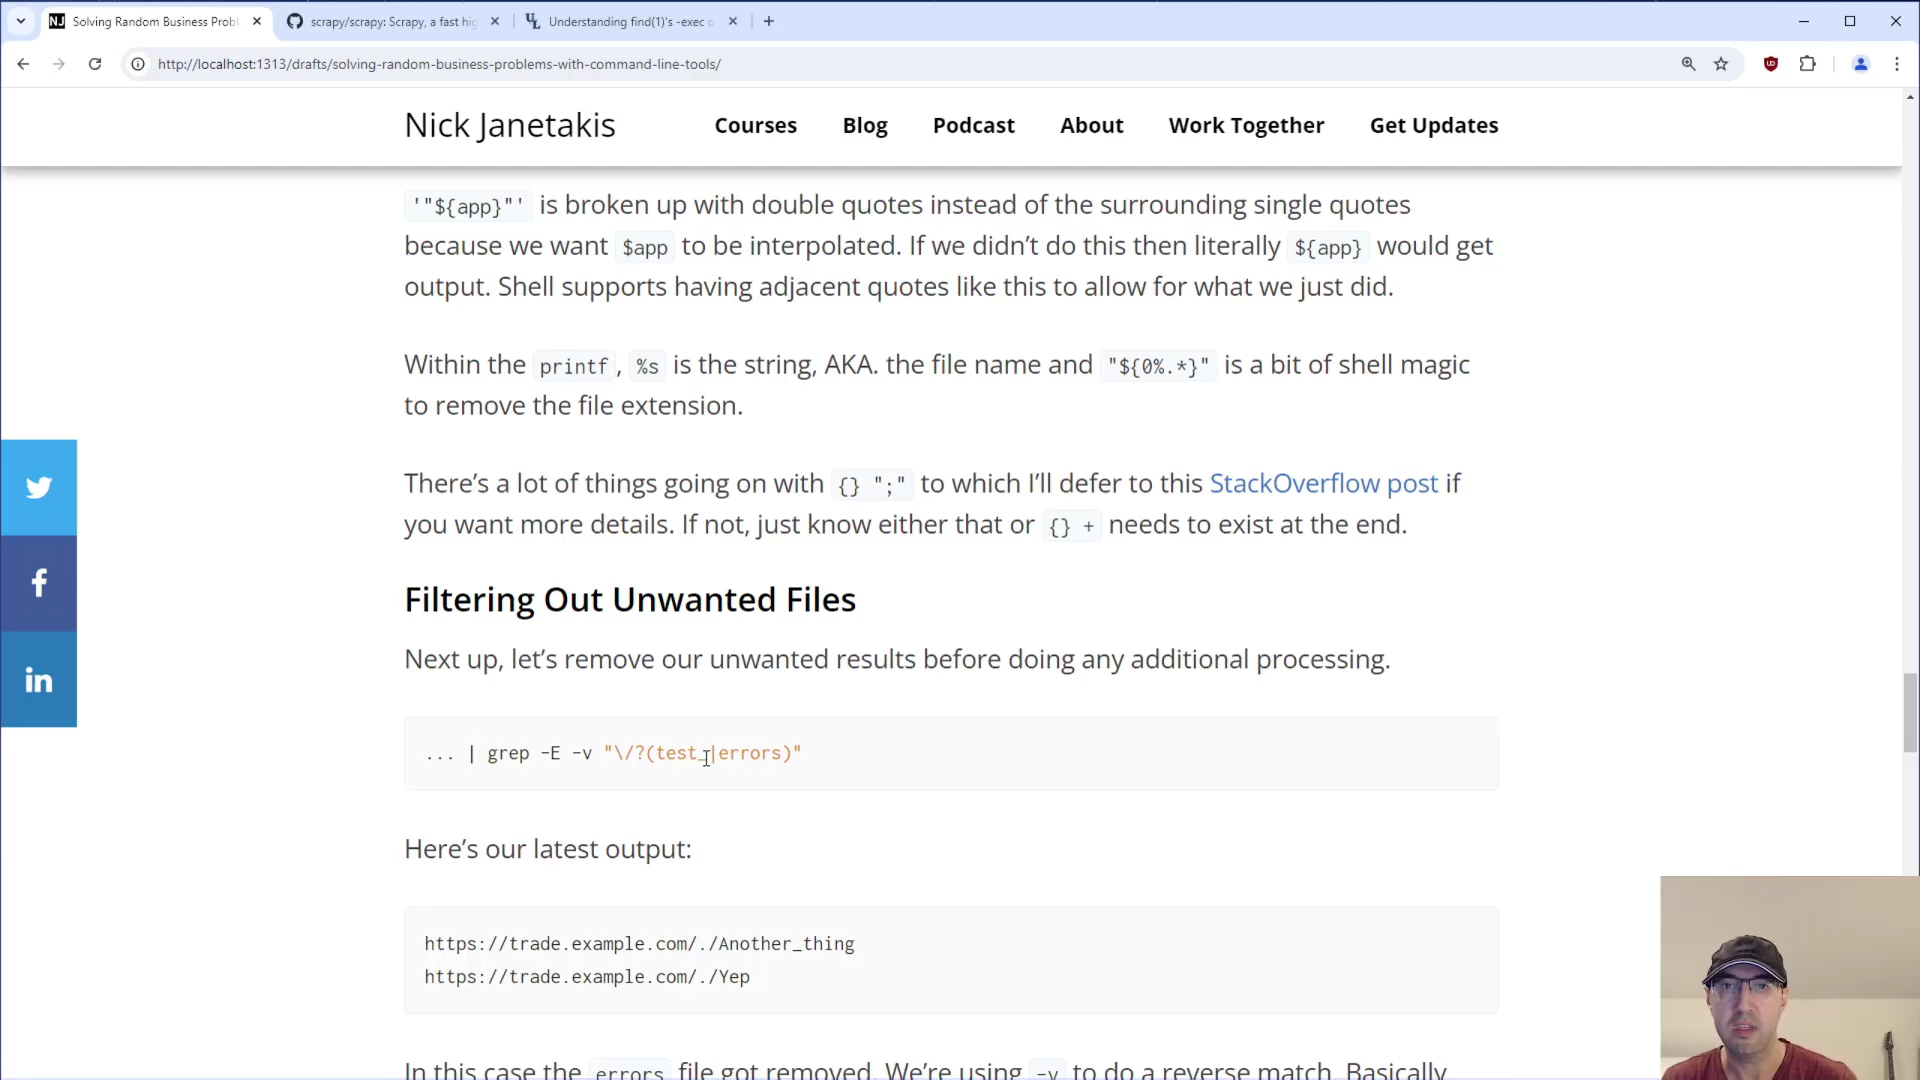 Solving Random Business Probl
scrapy/scrapy: Scrapy, a fast hig
UL Understanding find(1)'s -exec o
http://localhost:1313/drafts/solving-random-business-problems-with-command-line-tools/
Nick Janetakis
Courses Blog Podcast About Work Together Get Updates
'"${app}"' is broken up with double quotes instead of the surrounding single quotes
because we want $app to be interpolated. If we didn’t do this then literally ${app} would get
output. Shell supports having adjacent quotes like this to allow for what we just did.
Within the printf, %s is the string, AKA. the file name and "${0%.*}" is a bit of shell magic
to remove the file extension.
There’s a lot of things going on with {} ";" to which I’ll defer to this StackOverflow post if
you want more details. If not, just know either that or {} + needs to exist at the end.
Filtering Out Unwanted Files
Next up, let’s remove our unwanted results before doing any additional processing.
... | grep -E -v "\/?(test_|errors)"
Here’s our latest output:
https://trade.example.com/./Another_thing
https://trade.example.com/./Yep
In this case the errors file got removed. We’re using -v to do a reverse match. Basically